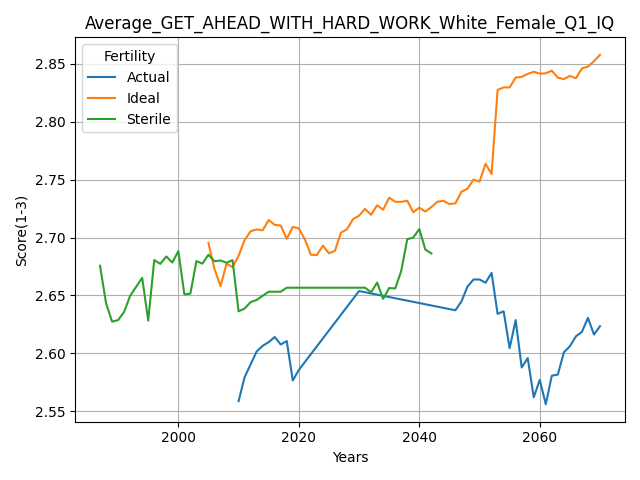 Average_GET_AHEAD_WITH_HARD_WORK_White_Female_Q1_IQ
Fertility
Actual
Ideal
Sterile
Score(1-3)
2.85
2.80
2.75
2.70
2.65
2.60
2.55
2000
2020
2040
2060
Years